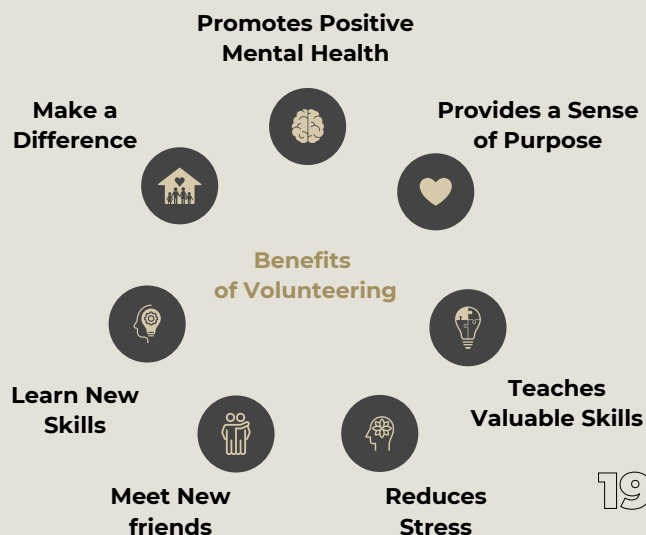 Promotes Positive
Mental Health
Make a
Difference
Provides a Sense
of Purpose
Benefits
of Volunteering
Learn New
Skills
Teaches
Valuable Skills
Meet New
friends
Reduces
Stress
19